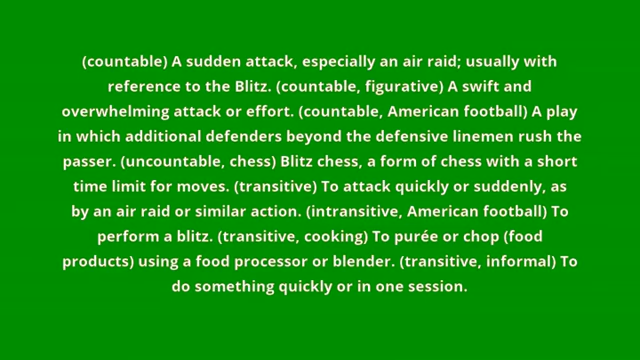 (countable) A sudden attack, especially an air raid; usually with
reference to the Blitz. (countable, figurative) A swift and
overwhelming attack or effort. (countable, American football) A play
in which additional defenders beyond the defensive linemen rush the
passer. (uncountable, chess) Blitz chess, a form of chess with a short
time limit for moves. (transitive) To attack quickly or suddenly, as
by an air raid or similar action. (intransitive, American football) To
perform a blitz. (transitive, cooking) To purée or chop (food
products) using a food processor or blender. (transitive, informal) To
do something quickly or in one session.